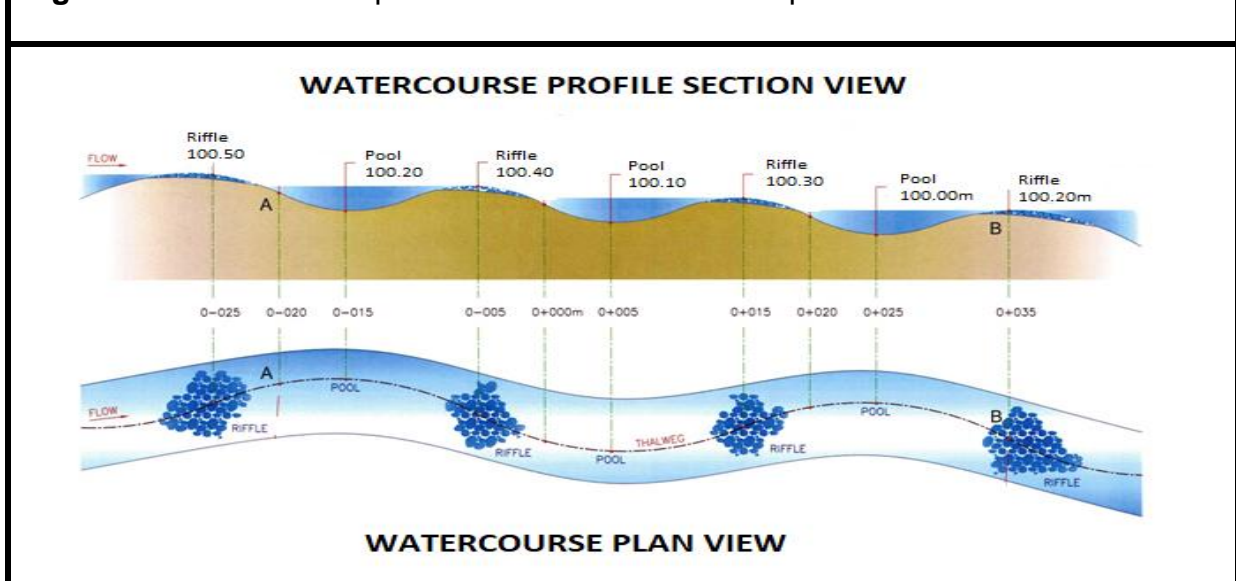 WATERCOURSE PROFILE SECTION VIEW
FLOW
Riffle
100.50
Pool
100.20
Riffle
100.40
Pool
100.10
Riffle
100.30
Pool
100.00m
Riffle
100.20m
A
B
0-025
0-020
0-015
0-005
0+000m
0+005
0+015
0+020
0+025
0+035
A
POOL
FLOW
RIFFLE
RIFFLE
POOL
THALWEG
RIFFLE
POOL
B
RIFFLE
WATERCOURSE PLAN VIEW